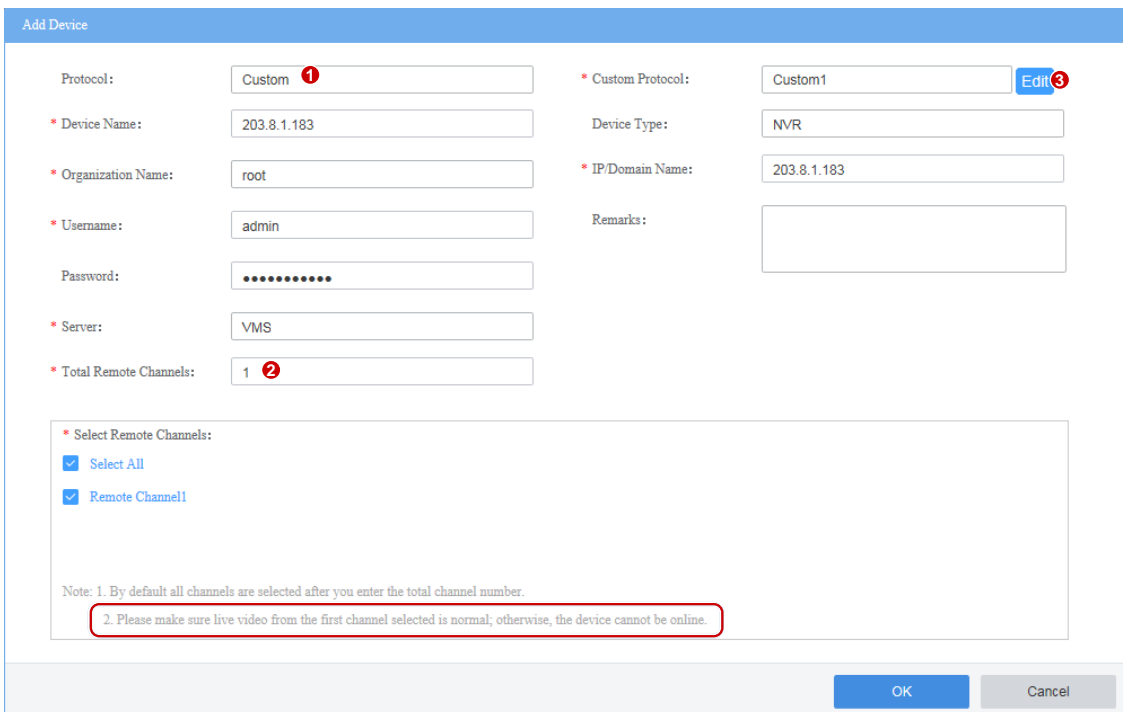 Add Device
Protocol: Custom 1 * Custom Protocol: Custom1 Edit 3
* Device Name: 203.8.1.183 Device Type: NVR
* Organization Name: root * IP/Domain Name: 203.8.1.183
* Username: admin Remarks:
Password: •••••••••••
* Server: VMS
* Total Remote Channels: 1 2
* Select Remote Channels:
Select All
Remote Channel1
Note: 1. By default all channels are selected after you enter the total channel number.
2. Please make sure live video from the first channel selected is normal; otherwise, the device cannot be online.
OK Cancel